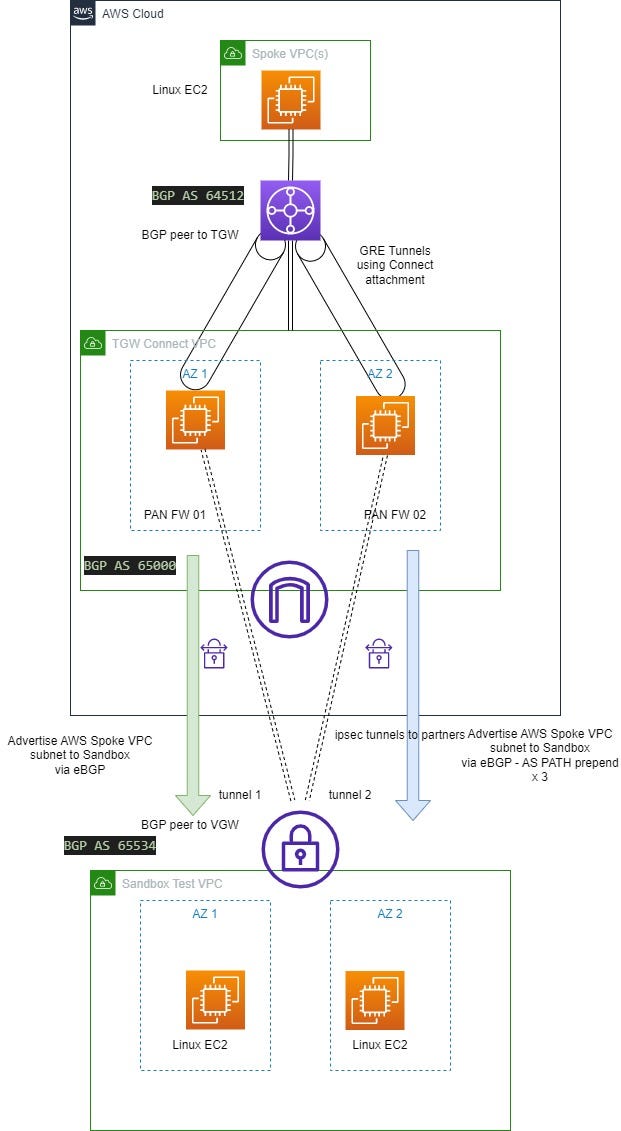 aws
AWS Cloud
Spoke VPC(s)
Linux EC2
BGP AS 64512
BGP peer to TGW
GRE Tunnels
using Connect
attachment
TGW Connect VPC
AZ 1
AZ 2
PAN FW 01
PAN FW 02
BGP AS 65000
Advertise AWS Spoke VPC
subnet to Sandbox
via eBGP
ipsec tunnels to partners
Advertise AWS Spoke VPC
subnet to Sandbox
via eBGP - AS PATH prepend
x 3
tunnel 1
tunnel 2
BGP peer to VGW
BGP AS 65534
Sandbox Test VPC
AZ 1
AZ 2
Linux EC2
Linux EC2